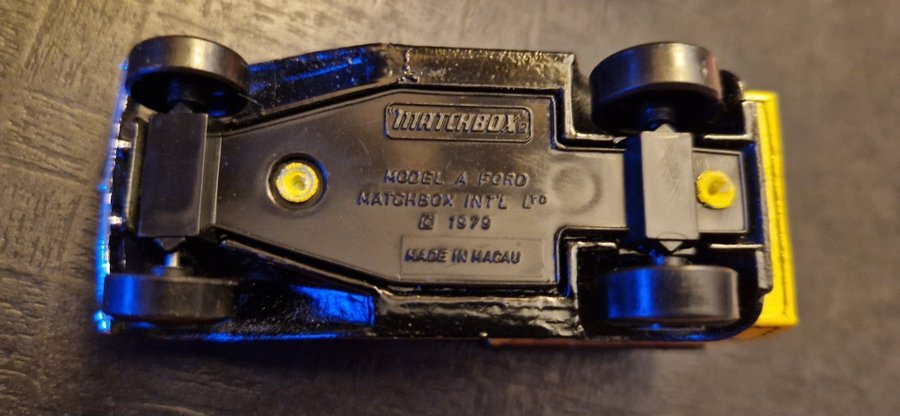 "MATCHBOX"®
MODEL A FORD
MATCHBOX INT'L LTD
© 1979
MADE IN MACAU